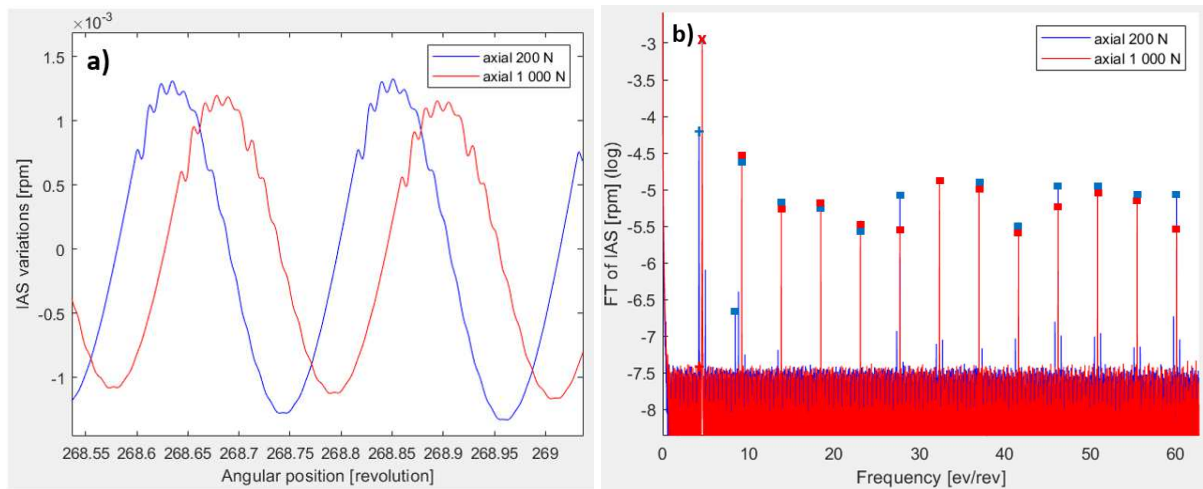 ×10⁻³
a)
axial 200 N
axial 1 000 N
1.5
1
0.5
0
-0.5
-1
IAS variations [rpm]
268.55 268.6 268.65 268.7 268.75 268.8 268.85 268.9 268.95 269
Angular position [revolution]
b)
axial 200 N
axial 1 000 N
-3
-3.5
-4
-4.5
-5
-5.5
-6
-6.5
-7
-7.5
-8
FT of IAS [rpm] (log)
0 10 20 30 40 50 60
Frequency [ev/rev]